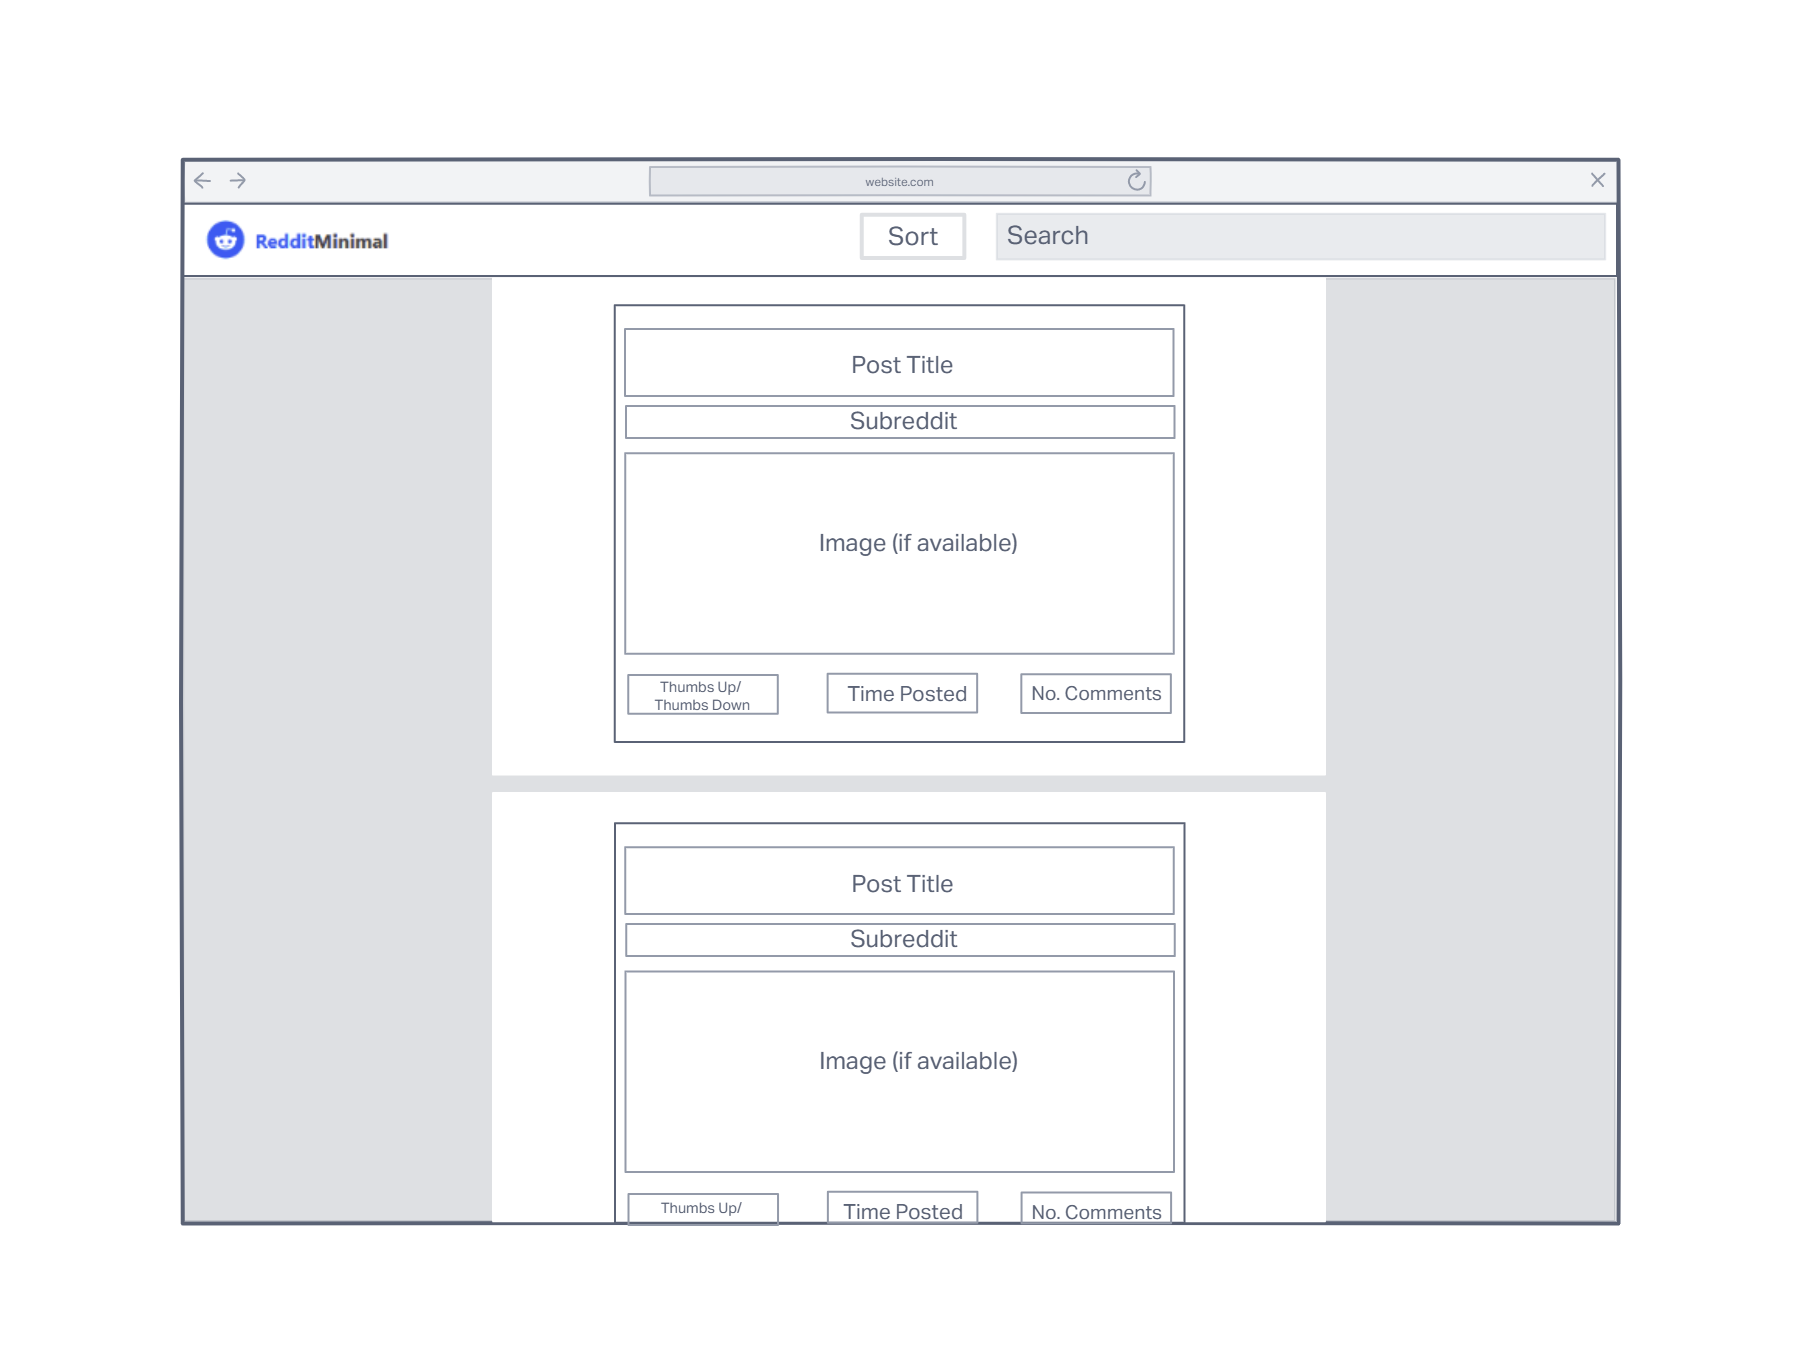 website.com
RedditMinimal
Sort
Search
Post Title
Subreddit
Image (if available)
Thumbs Up/
Thumbs Down
Time Posted
No. Comments
Post Title
Subreddit
Image (if available)
Thumbs Up/
Time Posted
No. Comments